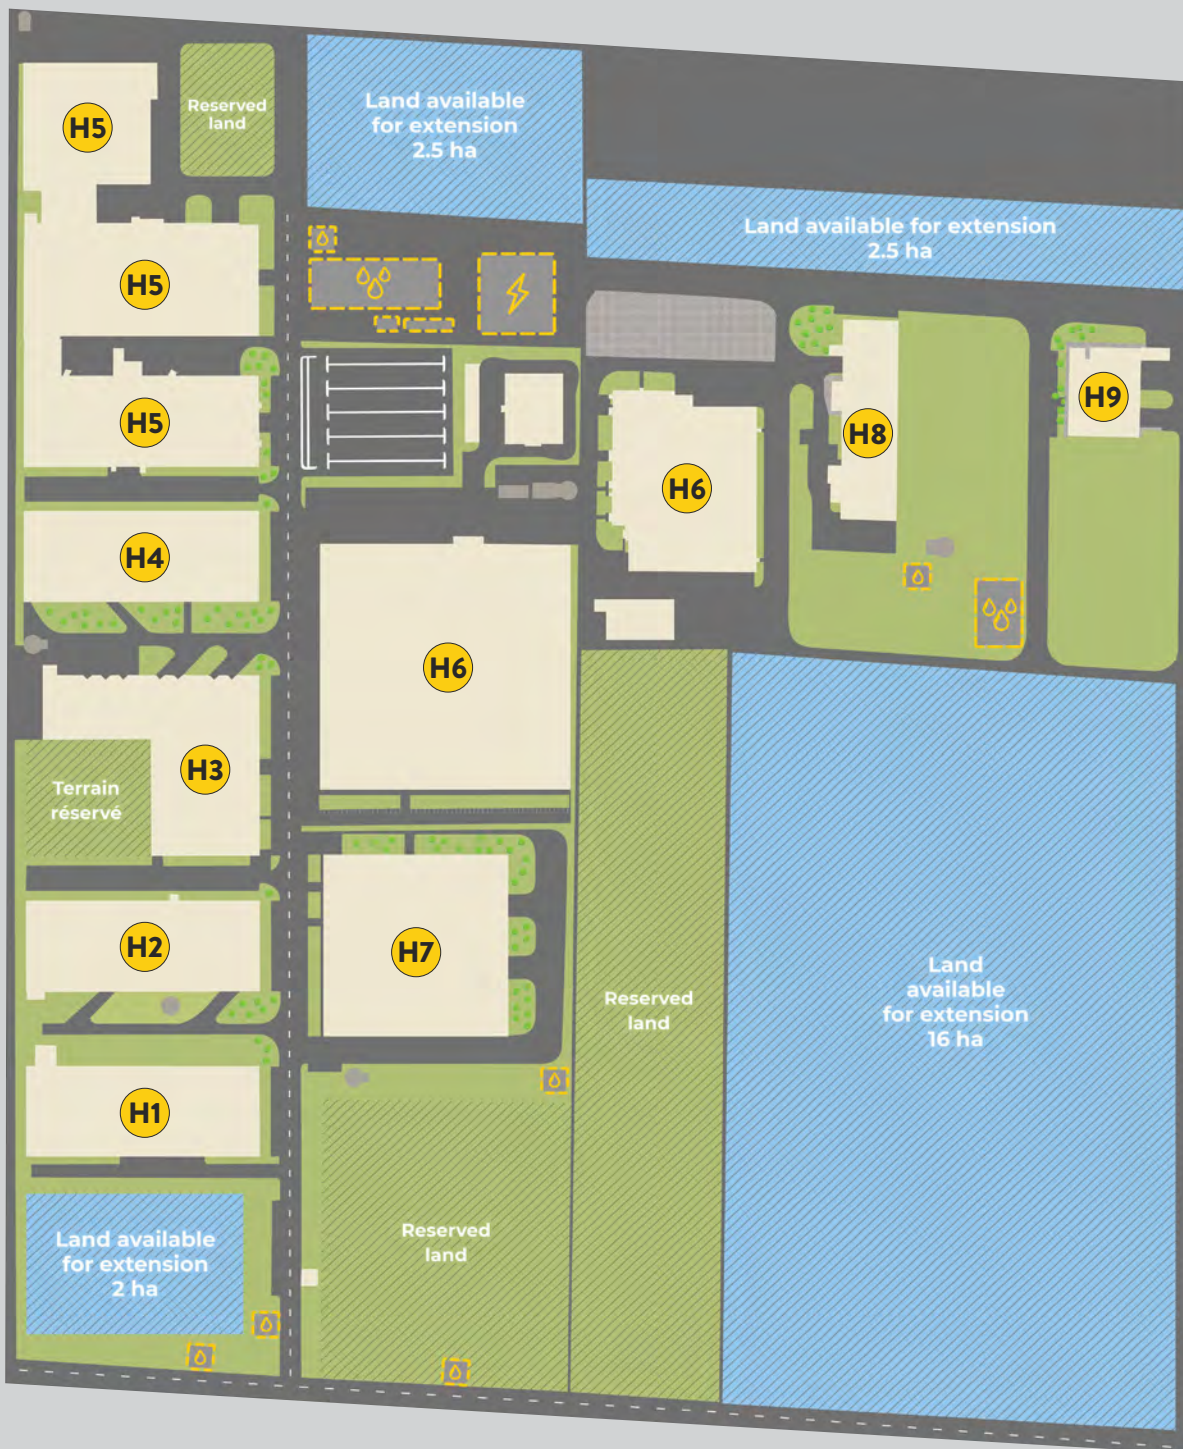 H5
Reserved
land
Land available
for extension
2.5 ha
Land available for extension
2.5 ha
H5
H5
H9
H8
H6
H4
H6
H3
Terrain
réservé
H2
H7
Reserved
land
Land
available
for extension
16 ha
H1
Land available
for extension
2 ha
Reserved
land